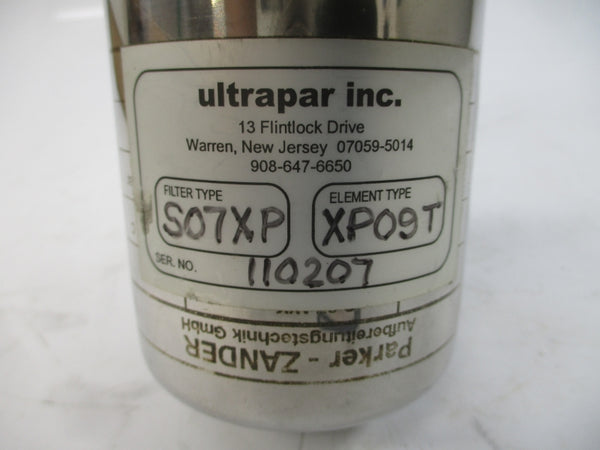 ultrapar inc.
13 Flintlock Drive
Warren, New Jersey 07059-5014
908-647-6650
FILTER TYPE
S07XP
ELEMENT TYPE
XP09T
SER. NO.
110207
Parker - ZANDER
Aufbereitungstechnik GmbH